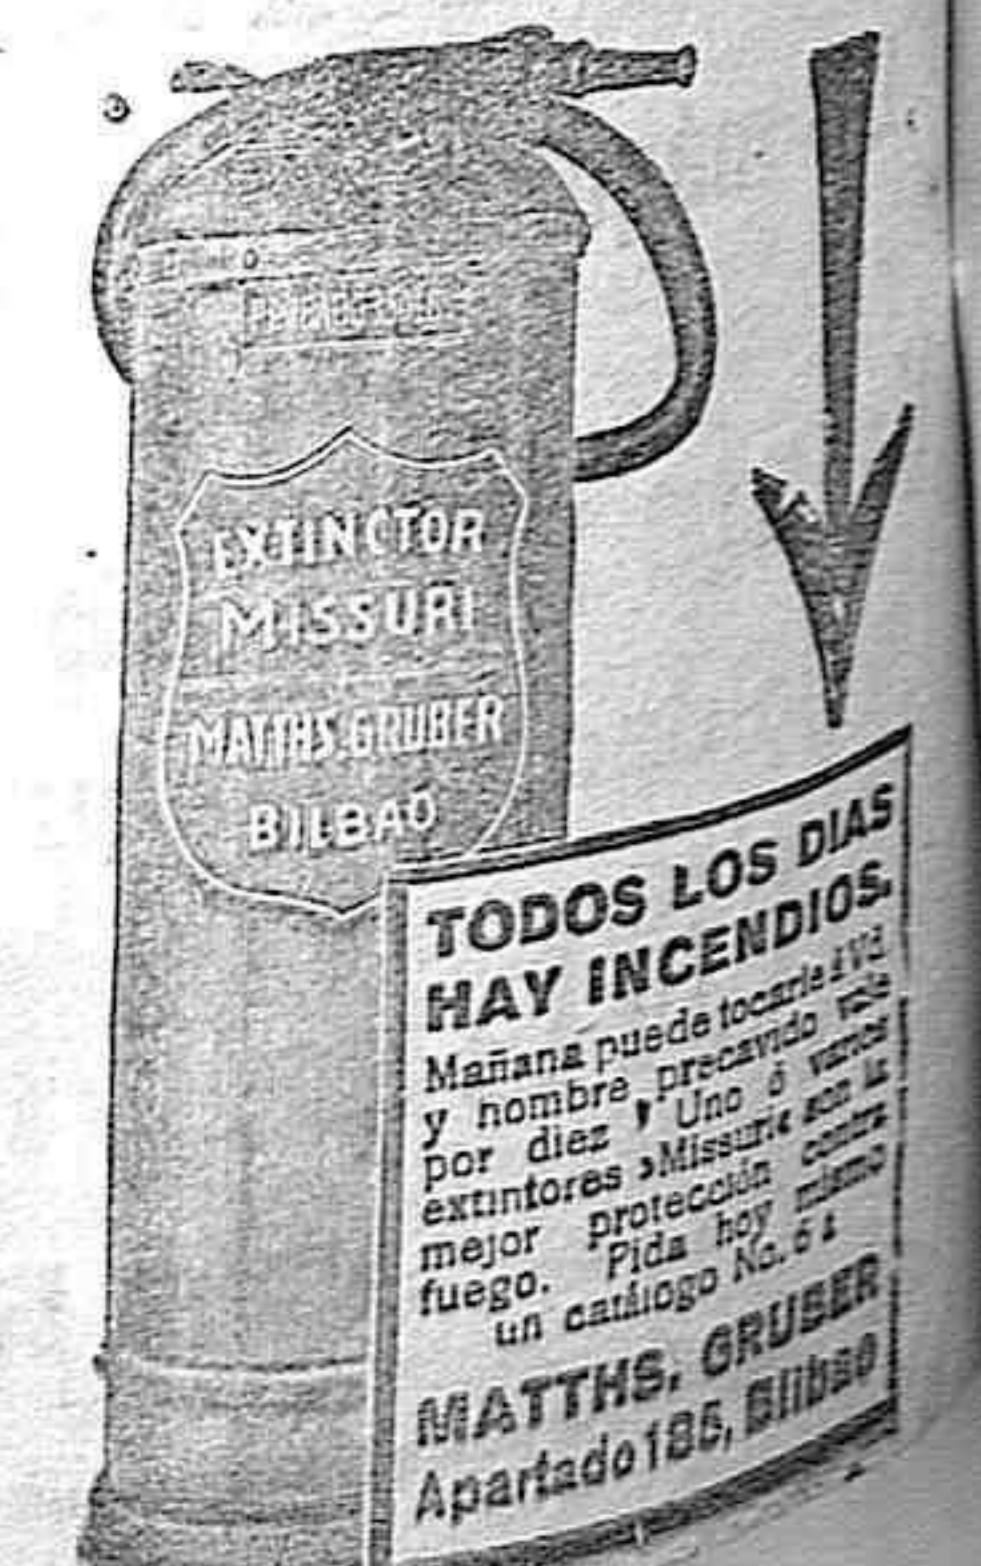 EXTINCTOR
MISSURI
MATTHS. GRUBER
BILBAO
TODOS LOS DIAS
HAY INCENDIOS.
Mañana puede tocarle á Vd.
y hombre precavido vale
por diez. Uno ó varios
extintores »Missuri« son la
mejor protección contra
fuego. Pida hoy mismo
un catálogo No. 6 a
MATTHS. GRUBER
Apartado 185, Bilbao